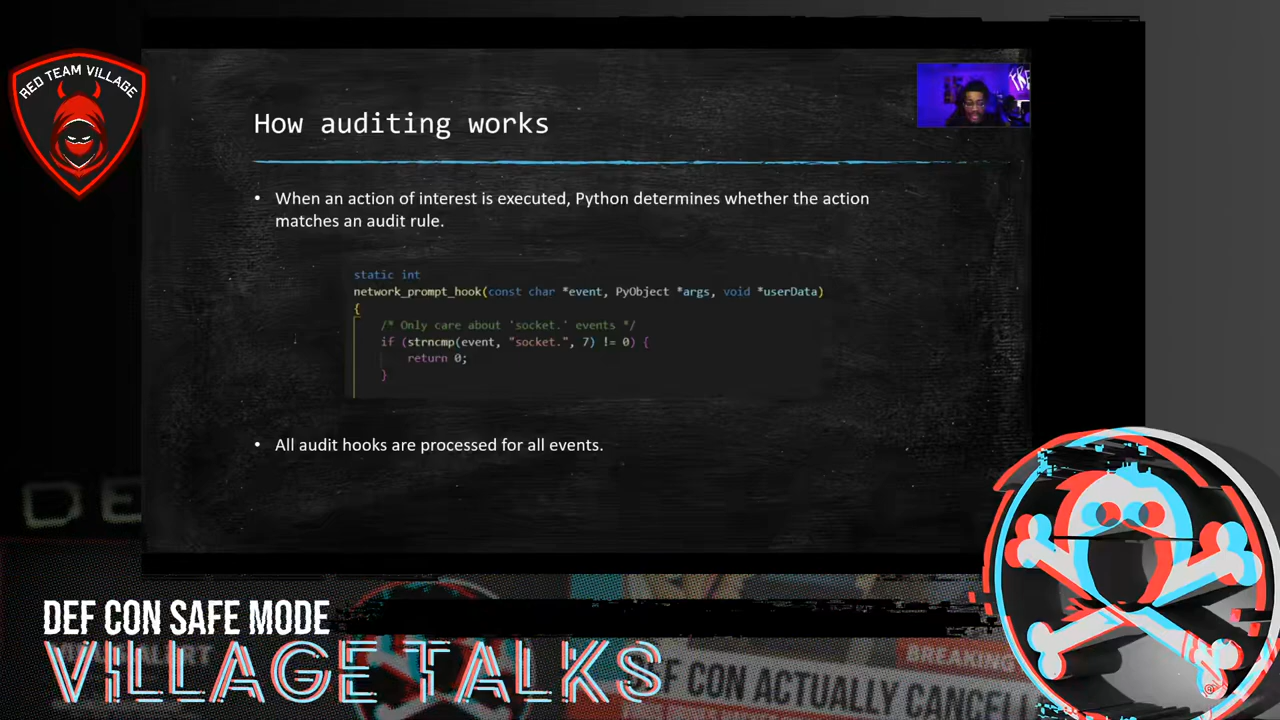 RED TEAM VILLAGE
How auditing works
• When an action of interest is executed, Python determines whether the action
matches an audit rule.
static int
network_prompt_hook(const char *event, PyObject *args, void *userData)
{
/* Only care about 'socket.' events */
if (strncmp(event, "socket.", 7) != 0) {
return 0;
}
• All audit hooks are processed for all events.
DE
DEF CON SAFE MODE
VILLAGE TALKS
BREAKING
DEF CON ACTUALLY CANCELL